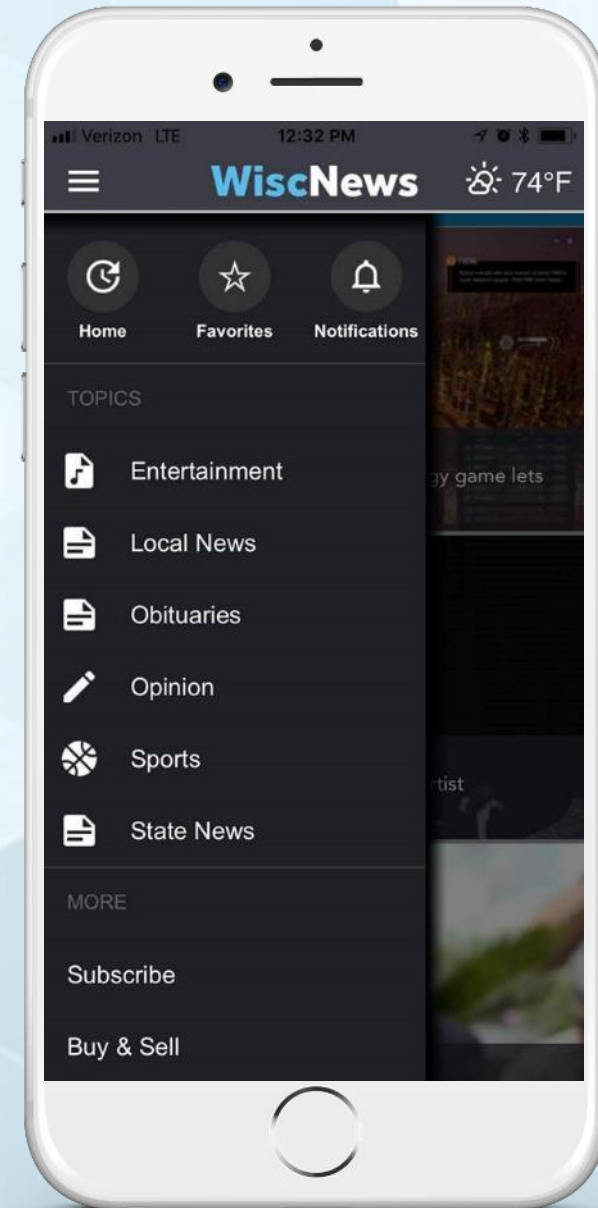 Verizon LTE 12:32 PM
WiscNews 74°F
Home Favorites Notifications
TOPICS
Entertainment
gy game lets
Local News
Obituaries
Opinion
Sports
rtist
State News
MORE
Subscribe
Buy & Sell